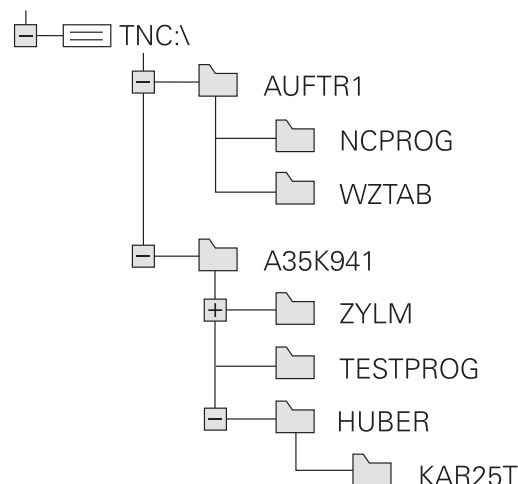 TNC:\
AUFTR1
NCPROG
WZTAB
A35K941
ZYLM
TESTPROG
HUBER
KAR25T